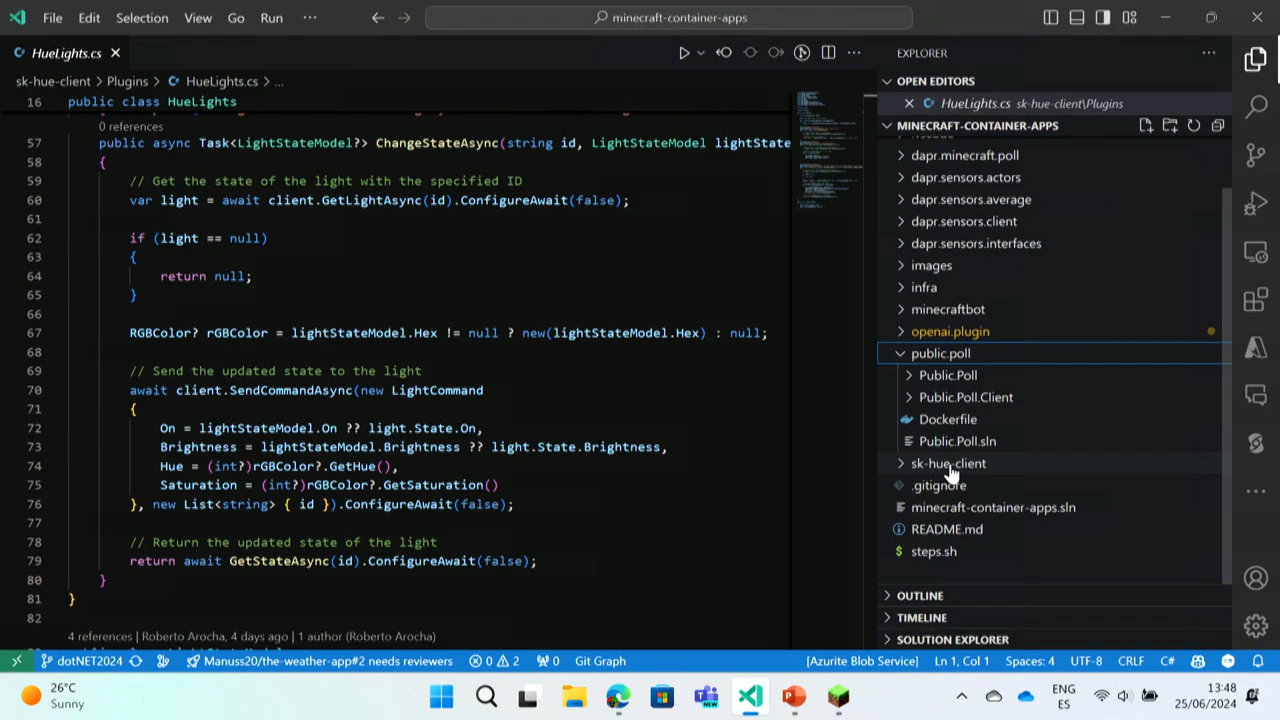 File Edit Selection View Go Run ··· minecraft-container-apps
HueLights.cs
sk-hue-client > Plugins > HueLights.cs > ...
16 public class HueLights
0 references
57 public async Task<LightStateModel?> ChangeStateAsync(string id, LightStateModel lightState
58 {
59 Get the state of the light with the specified ID
60 var light = await client.GetLightAsync(id).ConfigureAwait(false);
61
62 if (light == null)
63 {
64 return null;
65 }
66
67 RGBColor? rGBColor = lightStateModel.Hex != null ? new(lightStateModel.Hex) : null;
68
69 // Send the updated state to the light
70 await client.SendCommandAsync(new LightCommand
71 {
72 On = lightStateModel.On ?? light.State.On,
73 Brightness = lightStateModel.Brightness ?? light.State.Brightness,
74 Hue = (int?)rGBColor?.GetHue(),
75 Saturation = (int?)rGBColor?.GetSaturation()
76 }, new List<string> { id }).ConfigureAwait(false);
77
78 // Return the updated state of the light
79 return await GetStateAsync(id).ConfigureAwait(false);
80 }
81 }
82
4 references | Roberto Arocha, 4 days ago | 1 author (Roberto Arocha)
EXPLORER
OPEN EDITORS
HueLights.cs sk-hue-client\Plugins
MINECRAFT-CONTAINER-APPS
dapr.minecraft.poll
dapr.sensors.actors
dapr.sensors.average
dapr.sensors.client
dapr.sensors.interfaces
images
infra
minecraftbot
openai.plugin
public.poll
Public.Poll
Public.Poll.Client
Dockerfile
Public.Poll.sln
sk-hue-client
.gitignore
minecraft-container-apps.sln
README.md
steps.sh
OUTLINE
TIMELINE
SOLUTION EXPLORER
dotNET2024 Manuss20/the-weather-app#2 needs reviewers 0 2 0 Git Graph [Azurite Blob Service] Ln 1, Col 1 Spaces: 4 UTF-8 CRLF C#
26°C
Sunny
ENG
ES
13:48
25/06/2024